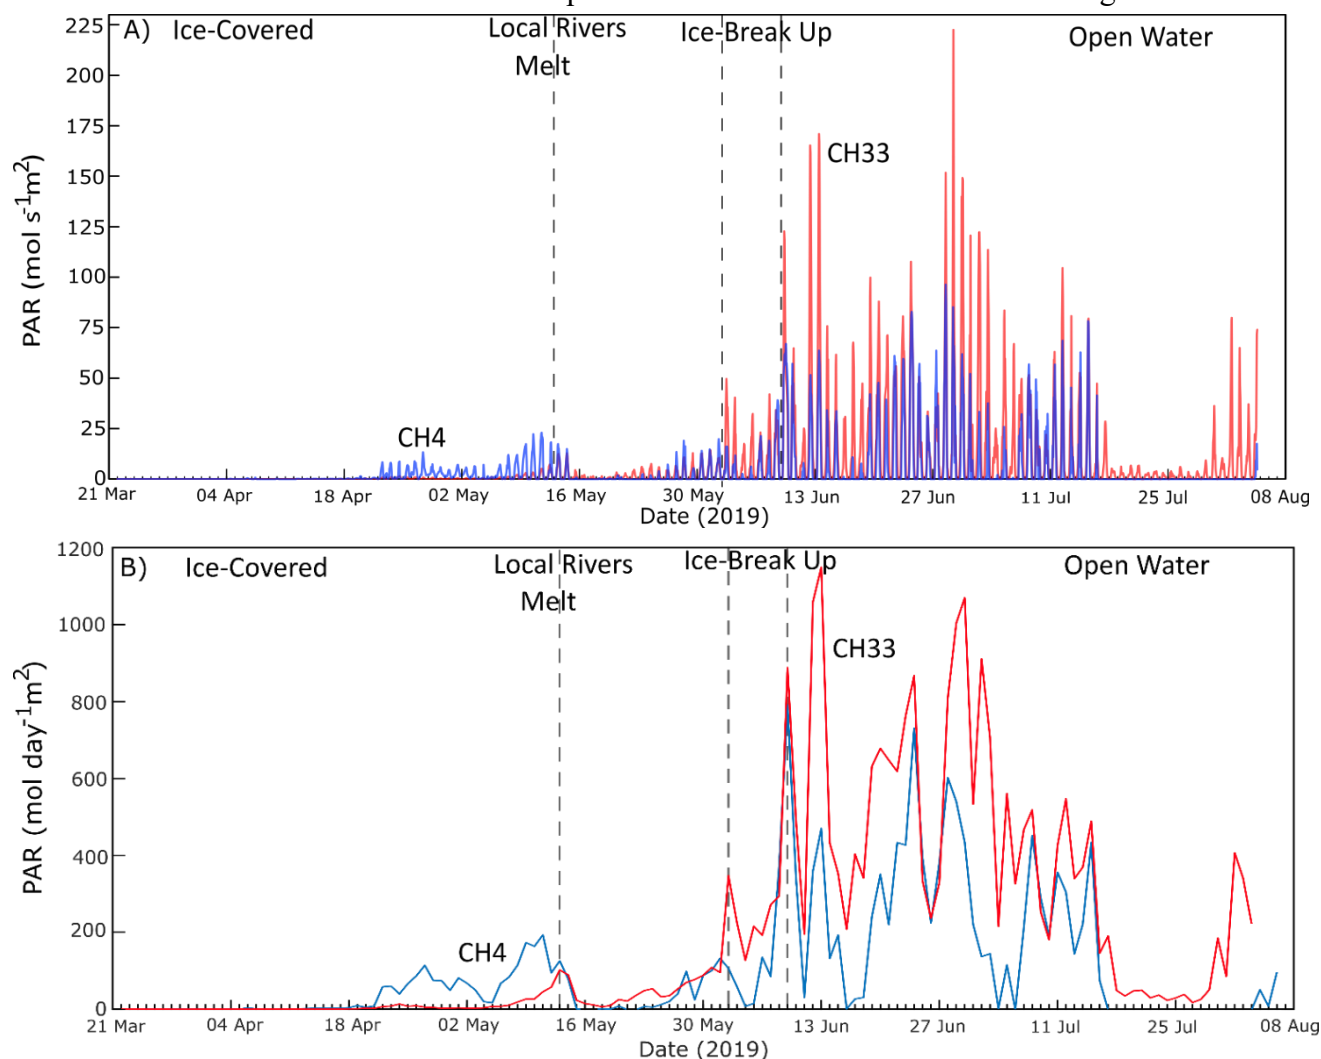 A) Ice-Covered Local Rivers Melt Ice-Break Up Open Water
225
200
175
150
125
100
75
50
25
0
PAR (mol s-1m2)
CH33
CH4
21 Mar 04 Apr 18 Apr 02 May 16 May 30 May 13 Jun 27 Jun 11 Jul 25 Jul 08 Aug
Date (2019)
B) Ice-Covered Local Rivers Melt Ice-Break Up Open Water
1200
1000
800
600
400
200
0
PAR (mol day-1m2)
CH33
CH4
21 Mar 04 Apr 18 Apr 02 May 16 May 30 May 13 Jun 27 Jun 11 Jul 25 Jul 08 Aug
Date (2019)